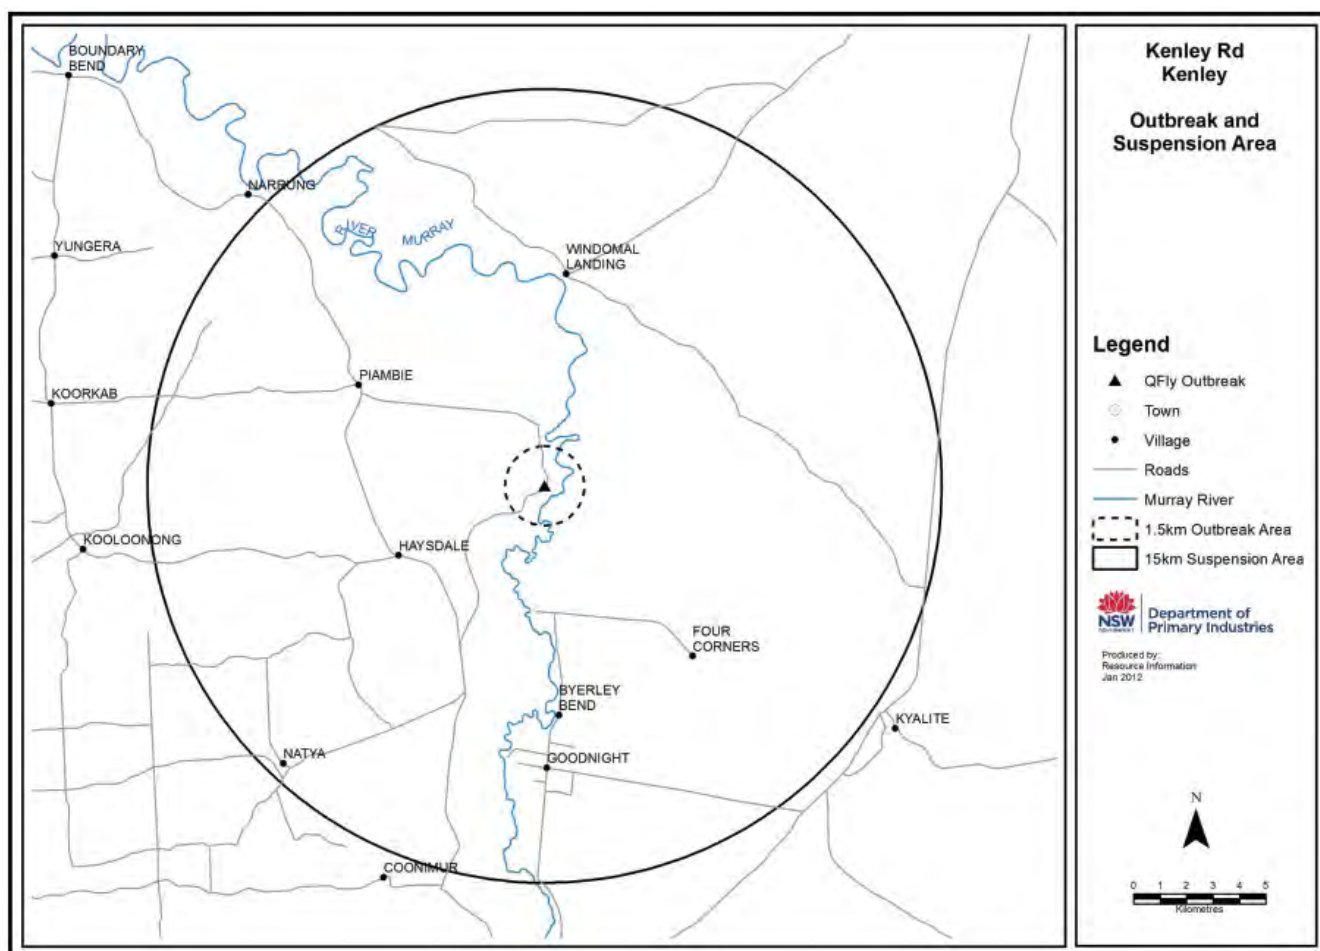 BOUNDARY
BEND
NARRUNG
RIVER MURRAY
YUNGERA
WINDOMAL
LANDING
PIAMBIE
KOORKAB
KOOLOONONG
HAYSDALE
FOUR
CORNERS
BYERLEY
BEND
KYALITE
NATYA
GOODNIGHT
COONIMUR
Kenley Rd
Kenley
Outbreak and
Suspension Area
Legend
QFly Outbreak
Town
Village
Roads
Murray River
1.5km Outbreak Area
15km Suspension Area
NSW
GOVERNMENT
Department of
Primary Industries
Produced by:
Resource Information
Jan 2012
N
0 1 2 3 4 5
Kilometres